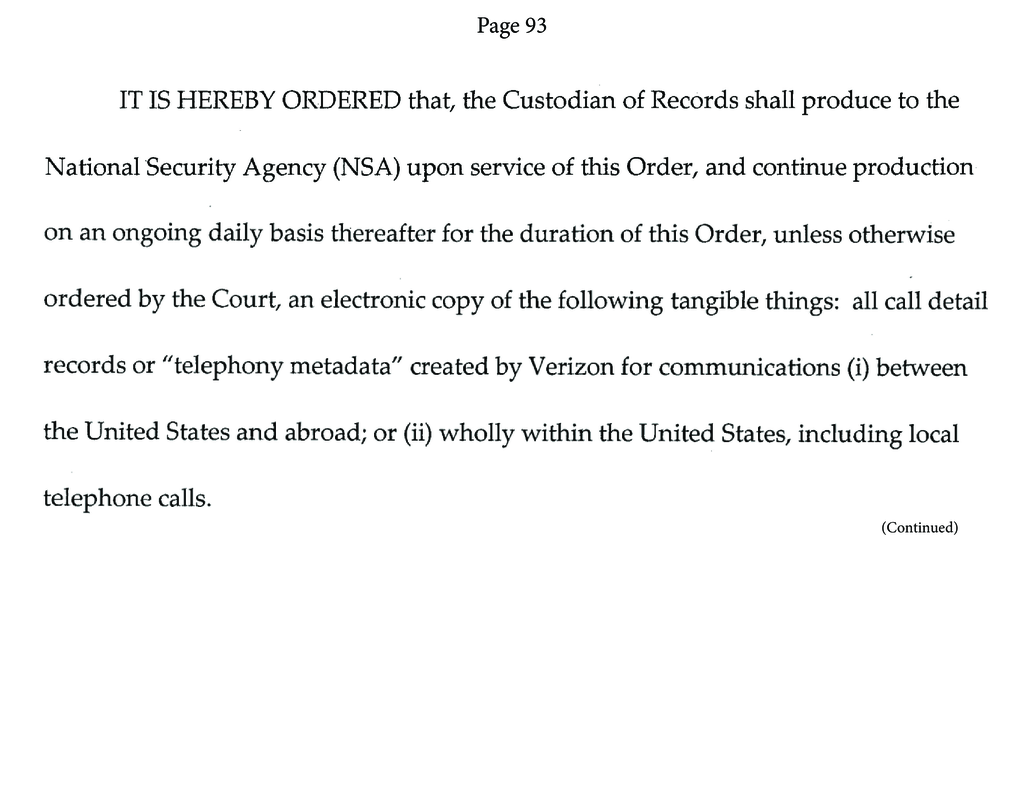 Page 93
IT IS HEREBY ORDERED that, the Custodian of Records shall produce to the
National Security Agency (NSA) upon service of this Order, and continue production
on an ongoing daily basis thereafter for the duration of this Order, unless otherwise
ordered by the Court, an electronic copy of the following tangible things:  all call detail
records or "telephony metadata" created by Verizon for communications (i) between
the United States and abroad; or (ii) wholly within the United States, including local
telephone calls.
(Continued)